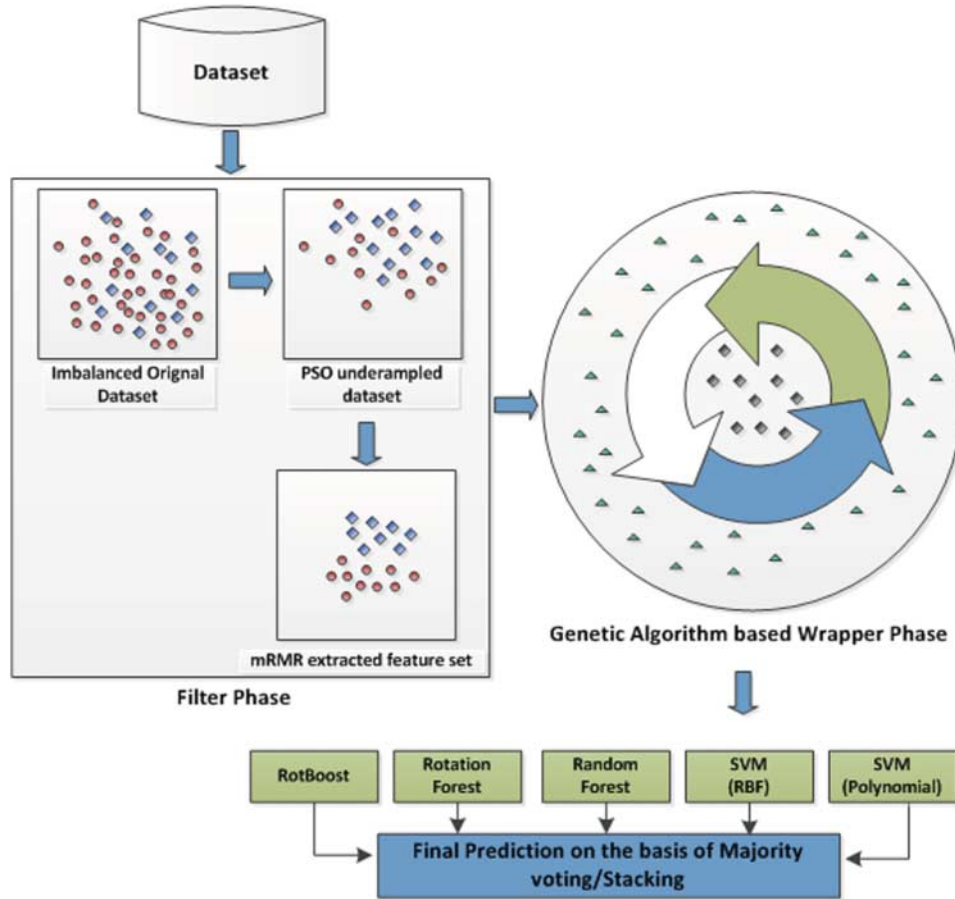 Dataset
Imbalanced Orignal
Dataset
PSO underampled
dataset
mRMR extracted feature set
Filter Phase
Genetic Algorithm based Wrapper Phase
RotBoost
Rotation
Forest
Random
Forest
SVM
(RBF)
SVM
(Polynomial)
Final Prediction on the basis of Majority
voting/Stacking